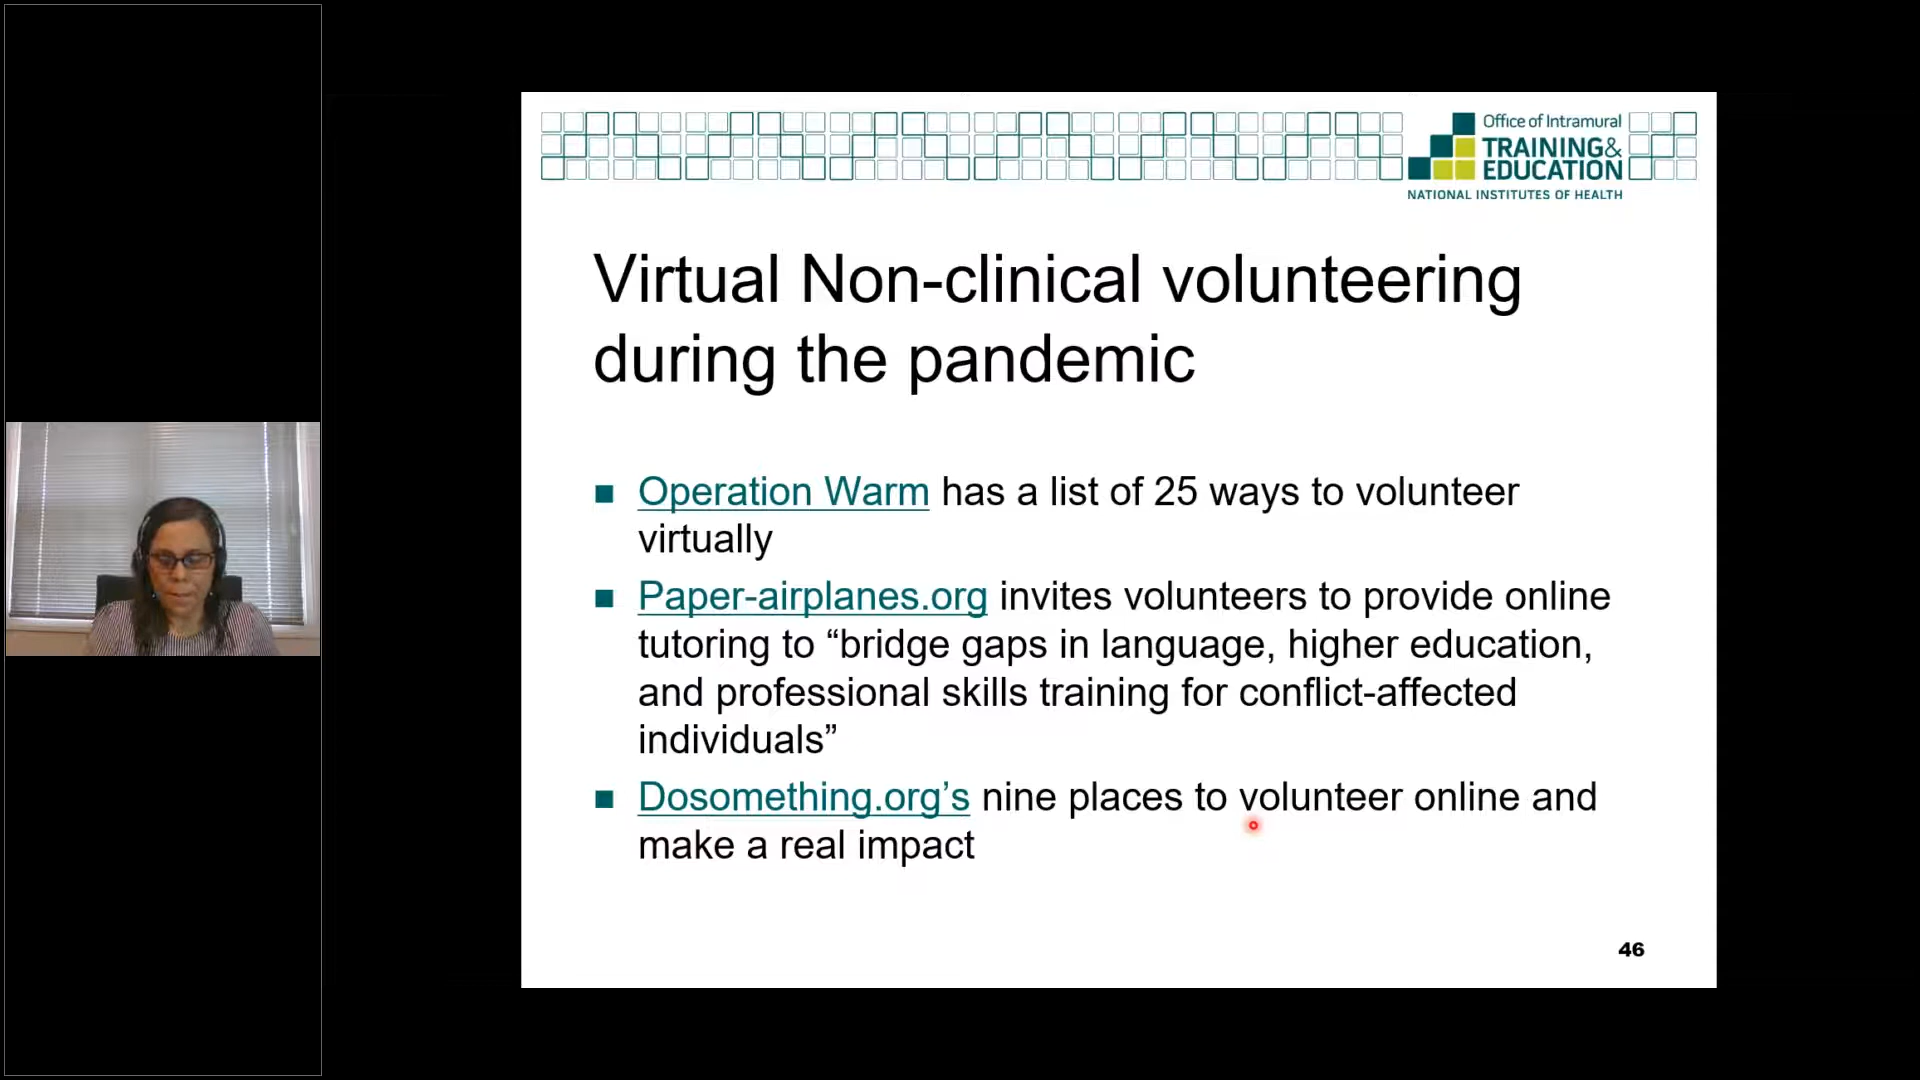 Office of Intramural
TRAINING&
EDUCATION
NATIONAL INSTITUTES OF HEALTH
Virtual Non-clinical volunteering
during the pandemic
Operation Warm has a list of 25 ways to volunteer
virtually
Paper-airplanes.org invites volunteers to provide online
tutoring to “bridge gaps in language, higher education,
and professional skills training for conflict-affected
individuals”
Dosomething.org’s nine places to volunteer online and
make a real impact
46